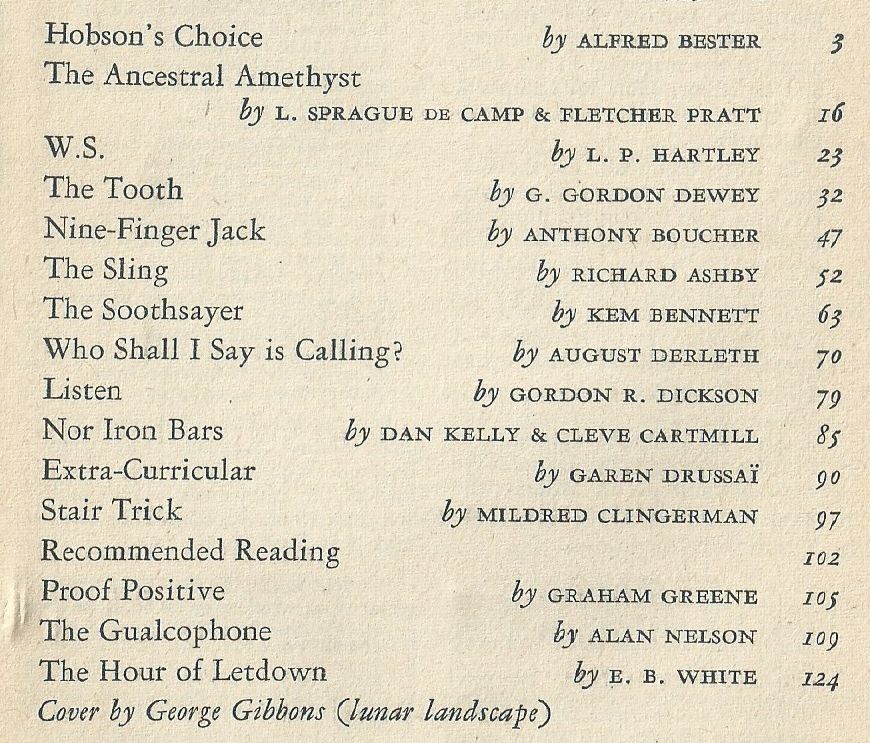 Hobson's Choice by ALFRED BESTER 3
The Ancestral Amethyst
by L. SPRAGUE DE CAMP & FLETCHER PRATT 16
W.S. by L. P. HARTLEY 23
The Tooth by G. GORDON DEWEY 32
Nine-Finger Jack by ANTHONY BOUCHER 47
The Sling by RICHARD ASHBY 52
The Soothsayer by KEM BENNETT 63
Who Shall I Say is Calling? by AUGUST DERLETH 70
Listen by GORDON R. DICKSON 79
Nor Iron Bars by DAN KELLY & CLEVE CARTMILL 85
Extra-Curricular by GAREN DRUSSAÏ 90
Stair Trick by MILDRED CLINGERMAN 97
Recommended Reading 102
Proof Positive by GRAHAM GREENE 105
The Gualcophone by ALAN NELSON 109
The Hour of Letdown by E. B. WHITE 124
Cover by George Gibbons (lunar landscape)